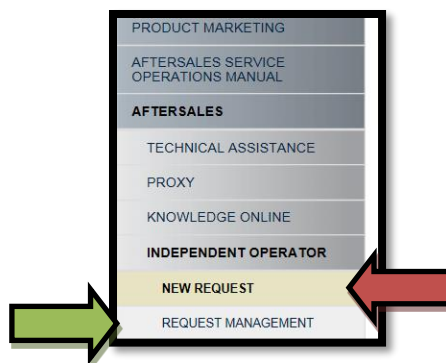 PRODUCT MARKETING
AFTERSALES SERVICE
OPERATIONS MANUAL
AFTERSALES
TECHNICAL ASSISTANCE
PROXY
KNOWLEDGE ONLINE
INDEPENDENT OPERATOR
NEW REQUEST
REQUEST MANAGEMENT